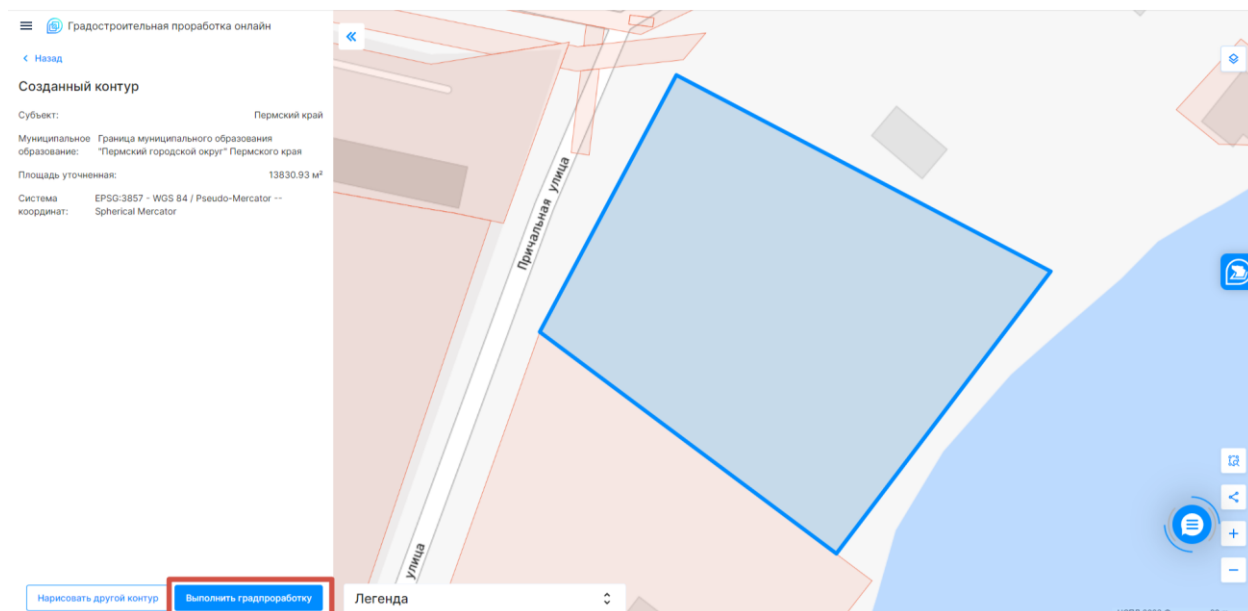 Градостроительная проработка онлайн
Назад
Созданный контур
Субъект: Пермский край
Муниципальное образование: Граница муниципального образования
"Пермский городской округ" Пермского края
Площадь уточненная: 13830.93 м²
Система координат: EPSG:3857 - WGS 84 / Pseudo-Mercator --
Spherical Mercator
Нарисовать другой контур
Выполнить градпроработку
Причальная улица
улица
Легенда